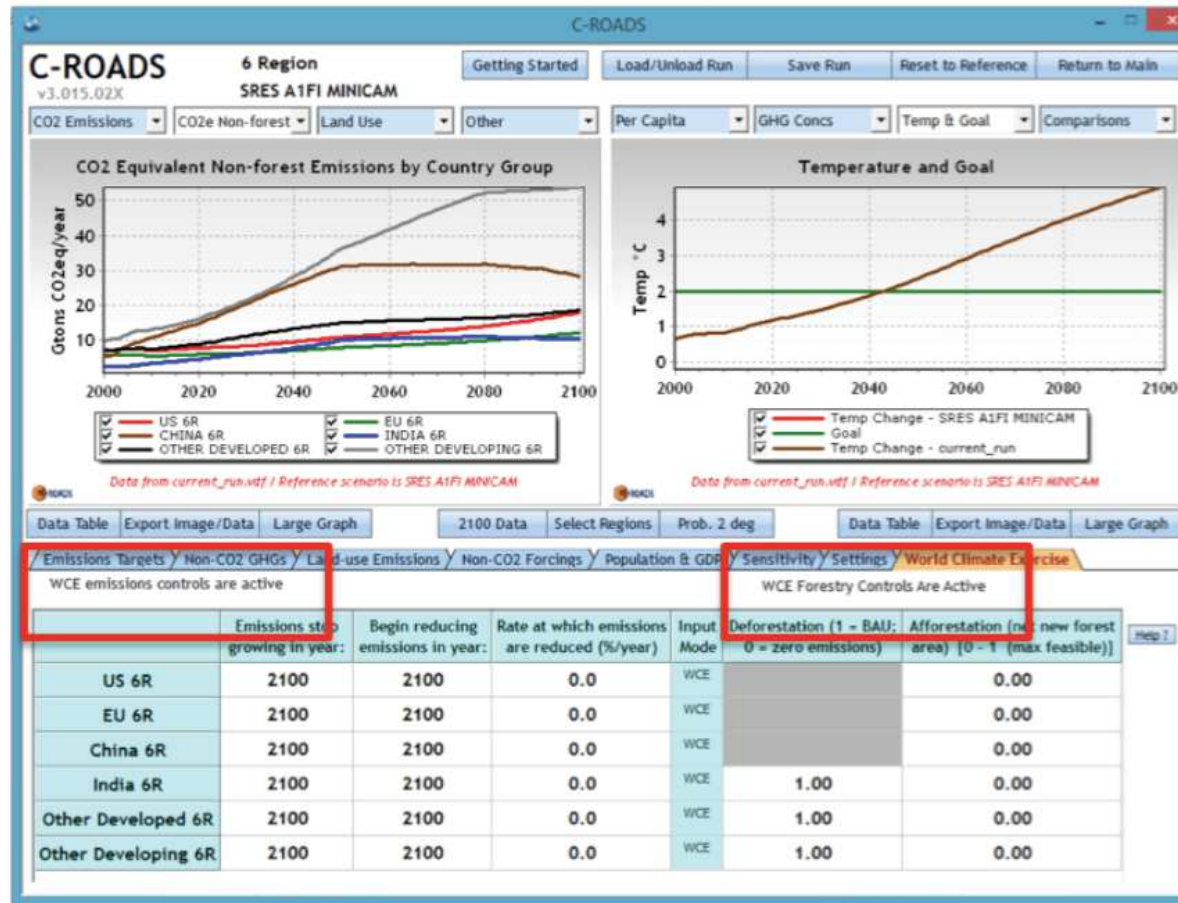 C-ROADS
C-ROADS
v3.015.02X
6 Region
SRES A1FI MINICAM
Getting Started
Load/Unload Run
Save Run
Reset to Reference
Return to Main
CO2 Emissions
CO2e Non-forest
Land Use
Other
Per Capita
GHG Concs
Temp & Goal
Comparisons
CO2 Equivalent Non-forest Emissions by Country Group
Gtons CO2eq/year
50
40
30
20
10
2000 2020 2040 2060 2080 2100
US 6R
EU 6R
CHINA 6R
INDIA 6R
OTHER DEVELOPED 6R
OTHER DEVELOPING 6R
Data from current_run.vdf / Reference scenario is SRES A1FI MINICAM
Temperature and Goal
Temp °C
4
3
2
1
0
2000 2020 2040 2060 2080 2100
Temp Change - SRES A1FI MINICAM
Goal
Temp Change - current_run
Data from current_run.vdf / Reference scenario is SRES A1FI MINICAM
Data Table
Export Image/Data
Large Graph
2100 Data
Select Regions
Prob. 2 deg
Data Table
Export Image/Data
Large Graph
Emissions Targets
Non-CO2 GHGs
Land-use Emissions
Non-CO2 Forcings
Population & GDP
Sensitivity
Settings
World Climate Exercise
WCE emissions controls are active
WCE Forestry Controls Are Active
Emissions stop
growing in year:
Begin reducing
emissions in year:
Rate at which emissions
are reduced (%/year)
Input
Mode
Deforestation (1 = BAU;
0 = zero emissions)
Afforestation (net new forest
area) [0 - 1 (max feasible)]
Help ?
US 6R 2100 2100 0.0 WCE 0.00
EU 6R 2100 2100 0.0 WCE 0.00
China 6R 2100 2100 0.0 WCE 0.00
India 6R 2100 2100 0.0 WCE 1.00 0.00
Other Developed 6R 2100 2100 0.0 WCE 1.00 0.00
Other Developing 6R 2100 2100 0.0 WCE 1.00 0.00